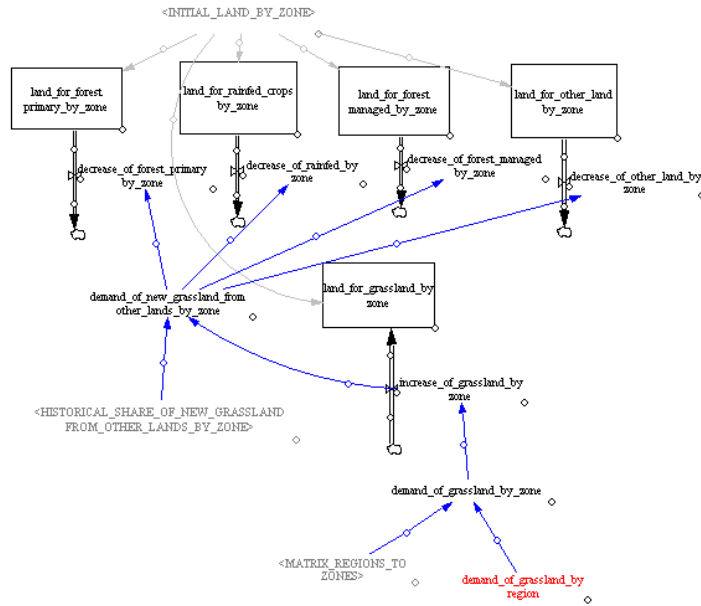 <INITIAL_LAND_BY_ZONE>
land_for_forest
primary_by_zone
land_for_rainfed_crops
by_zone
land_for_forest
managed_by_zone
land_for_other_land
by_zone
decrease_of_forest_primary
by_zone
decrease_of_rainfed_by
zone
decrease_of_forest_managed
by_zone
decrease_of_other_land_by
zone
demand_of_new_grassland_from
other_lands_by_zone
land_for_grassland_by
zone
increase_of_grassland_by
zone
<HISTORICAL_SHARE_OF_NEW_GRASSLAND
FROM_OTHER_LANDS_BY_ZONE>
demand_of_grassland_by_zone
<MATRIX_REGIONS_TO
ZONES>
demand_of_grassland_by
region